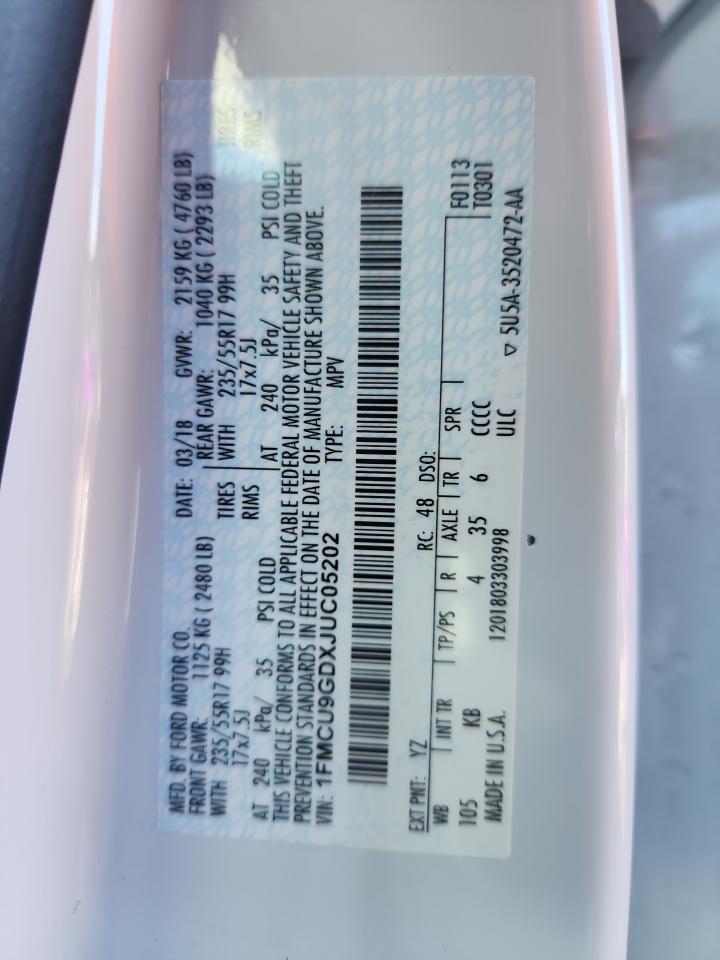 MFD. BY FORD MOTOR CO.
DATE: 03/18 GVWR: 2159 KG ( 4760 LB)
FRONT GAWR: 1125 KG ( 2480 LB) REAR GAWR: 1040 KG ( 2293 LB)
WITH 235/55R17 99H TIRES WITH 235/55R17 99H TIRES
17x7.5J RIMS 17x7.5J RIMS
AT 240 kPa/ 35 PSI COLD AT 240 kPa/ 35 PSI COLD
THIS VEHICLE CONFORMS TO ALL APPLICABLE FEDERAL MOTOR VEHICLE SAFETY AND THEFT
PREVENTION STANDARDS IN EFFECT ON THE DATE OF MANUFACTURE SHOWN ABOVE.
VIN: 1FMCU9GDXJUC05202 TYPE: MPV
EXT PNT: YZ RC: 48 DSO: F0113
WB INT TR TP/PS R AXLE TR SPR T0301
105 KB 4 35 6 CCCC
MADE IN U.S.A. 1201803303998 ULC ▽ 5U5A-3520472-AA